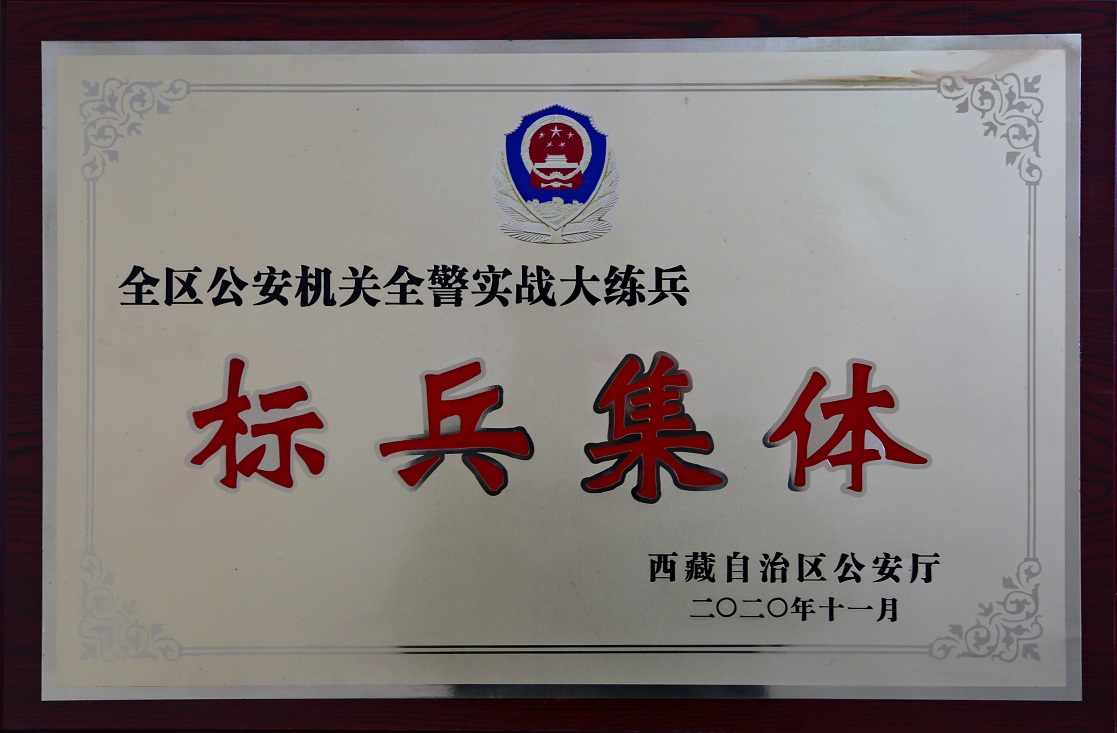 全区公安机关全警实战大练兵
标兵集体
西藏自治区公安厅
二〇二〇年十一月